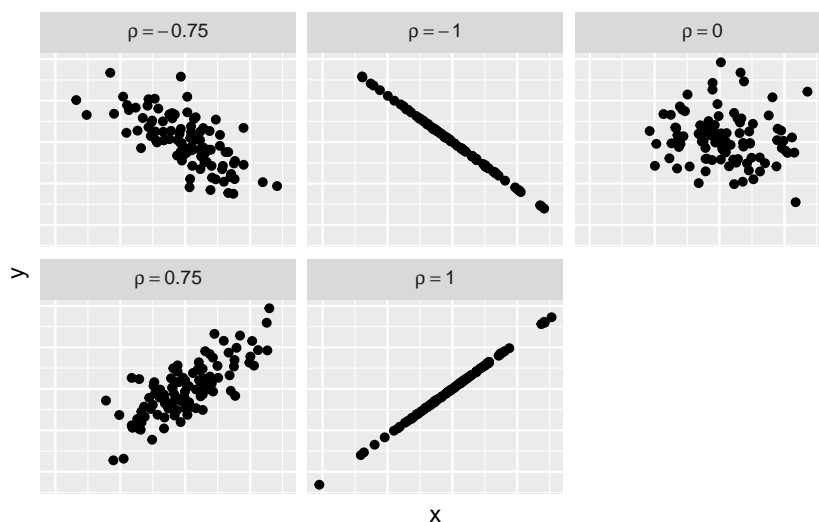 ρ = −0.75
ρ = −1
ρ = 0
y
ρ = 0.75
ρ = 1
x